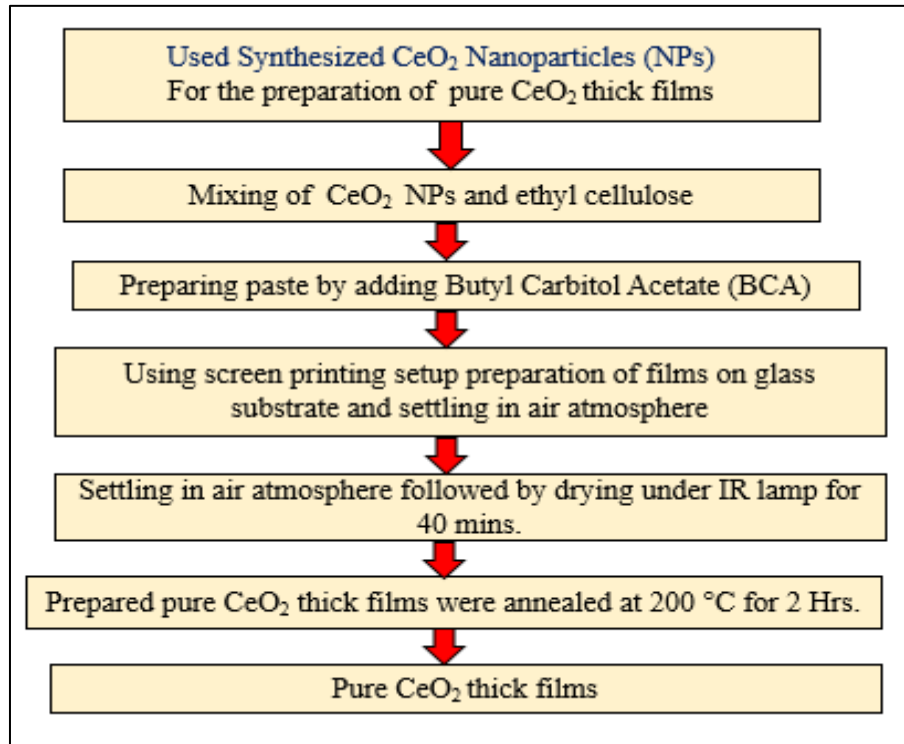 Used Synthesized CeO₂ Nanoparticles (NPs)
For the preparation of pure CeO₂ thick films
Mixing of CeO₂ NPs and ethyl cellulose
Preparing paste by adding Butyl Carbitol Acetate (BCA)
Using screen printing setup preparation of films on glass
substrate and settling in air atmosphere
Settling in air atmosphere followed by drying under IR lamp for
40 mins.
Prepared pure CeO₂ thick films were annealed at 200 °C for 2 Hrs.
Pure CeO₂ thick films